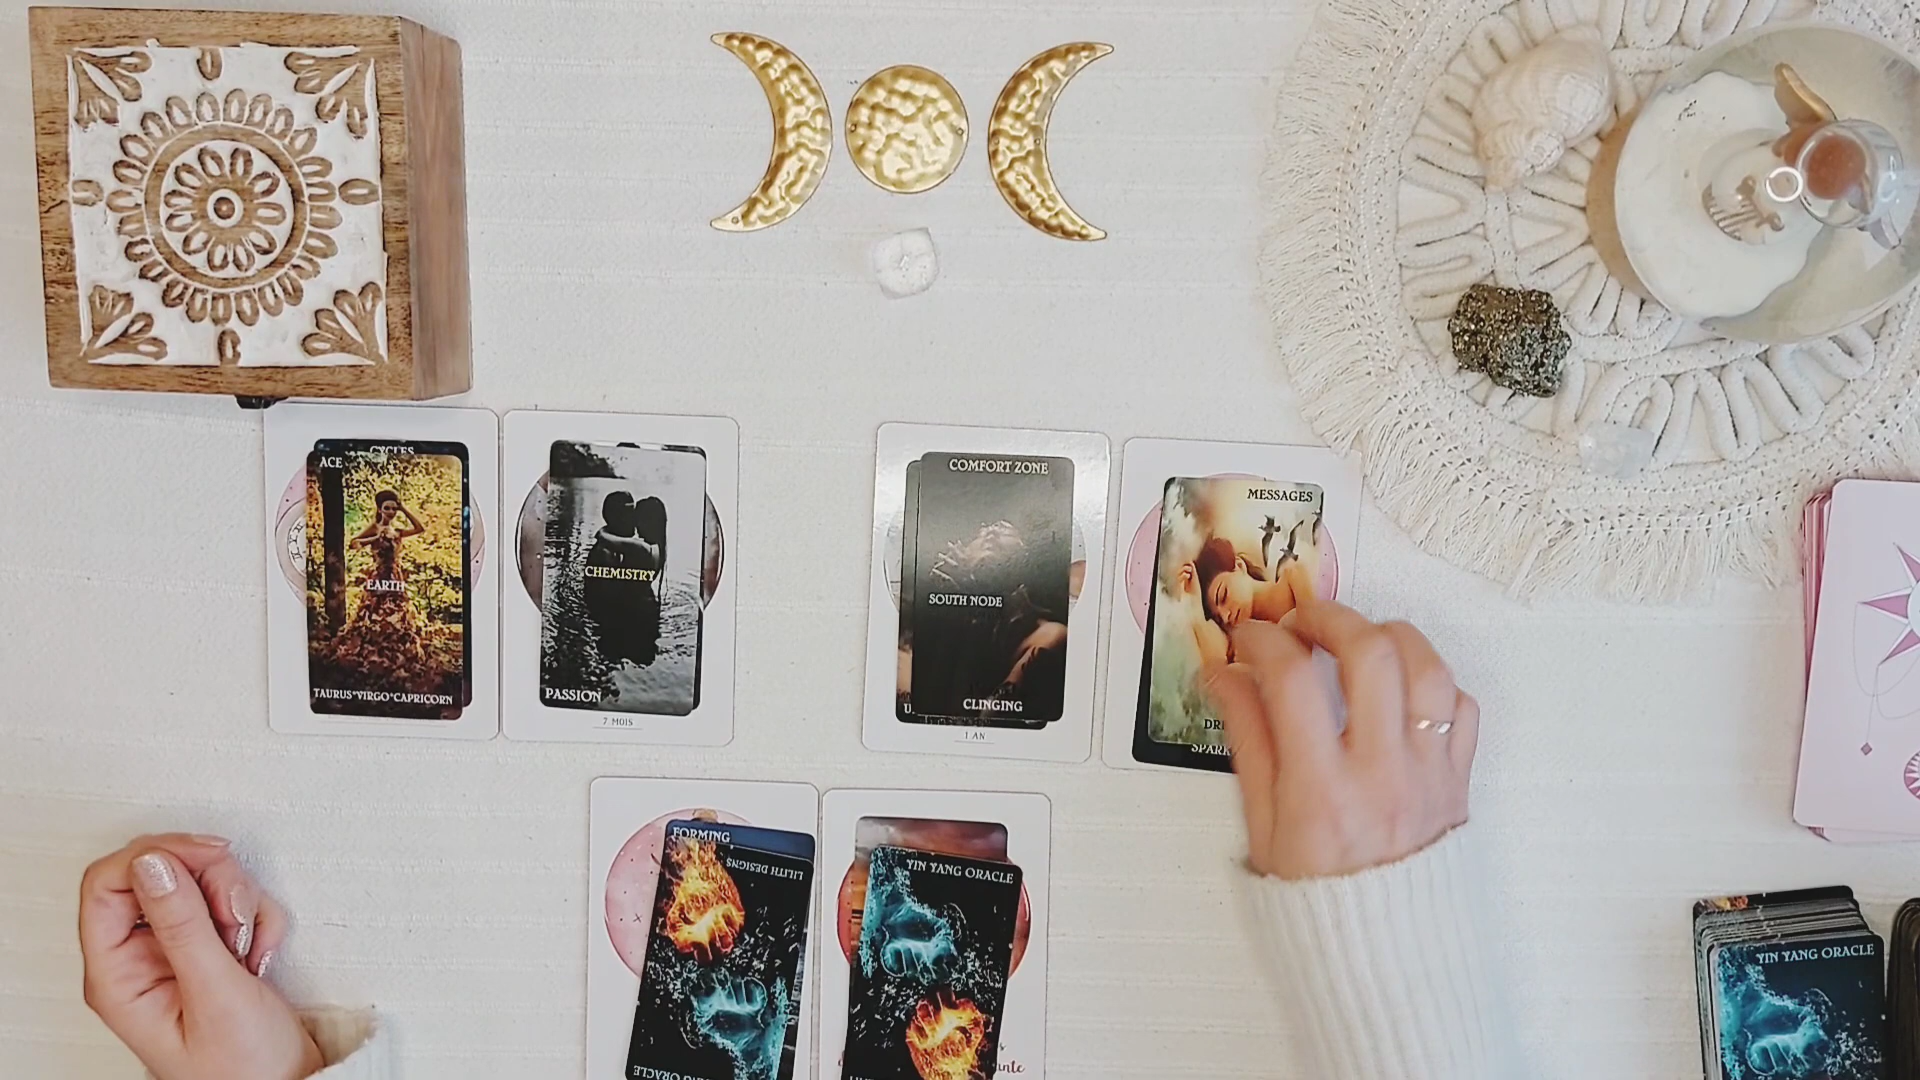 CYCLES
ACE
EARTH
TAURUS*VIRGO*CAPRICORN
CHEMISTRY
PASSION
7 MOIS
COMFORT ZONE
SOUTH NODE
CLINGING
1 AN
MESSAGES
FORMING
LILITH DESIGNS
YIN YANG ORACLE
YIN YANG ORACLE